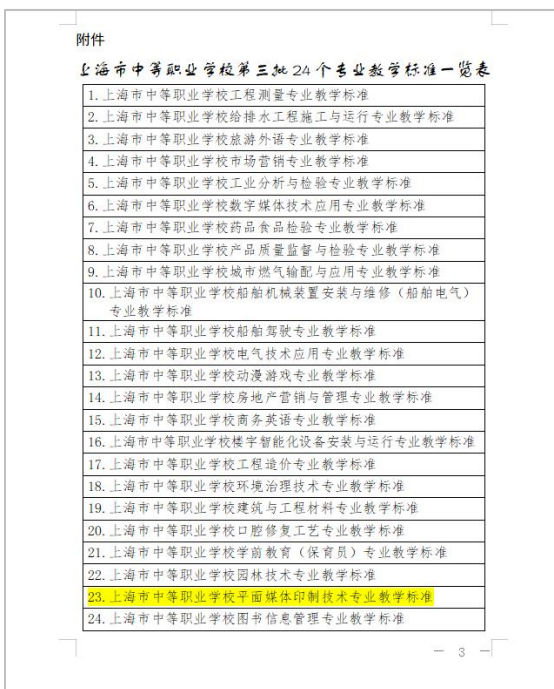 附件
上海市中等职业学校第三批24个专业教学标准一览表
1. 上海市中等职业学校工程测量专业教学标准
2. 上海市中等职业学校给排水工程施工与运行专业教学标准
3. 上海市中等职业学校旅游外语专业教学标准
4. 上海市中等职业学校市场营销专业教学标准
5. 上海市中等职业学校工业分析与检验专业教学标准
6. 上海市中等职业学校数字媒体技术应用专业教学标准
7. 上海市中等职业学校药品食品检验专业教学标准
8. 上海市中等职业学校产品质量监督与检验专业教学标准
9. 上海市中等职业学校城市燃气输配与应用专业教学标准
10. 上海市中等职业学校船舶机械装置安装与维修（船舶电气）
专业教学标准
11. 上海市中等职业学校船舶驾驶专业教学标准
12. 上海市中等职业学校电气技术应用专业教学标准
13. 上海市中等职业学校动漫游戏专业教学标准
14. 上海市中等职业学校房地产营销与管理专业教学标准
15. 上海市中等职业学校商务英语专业教学标准
16. 上海市中等职业学校楼宇智能化设备安装与运行专业教学标准
17. 上海市中等职业学校工程造价专业教学标准
18. 上海市中等职业学校环境治理技术专业教学标准
19. 上海市中等职业学校建筑与工程材料专业教学标准
20. 上海市中等职业学校口腔修复工艺专业教学标准
21. 上海市中等职业学校学前教育（保育员）专业教学标准
22. 上海市中等职业学校园林技术专业教学标准
23. 上海市中等职业学校平面媒体印制技术专业教学标准
24. 上海市中等职业学校图书信息管理专业教学标准
— 3 —